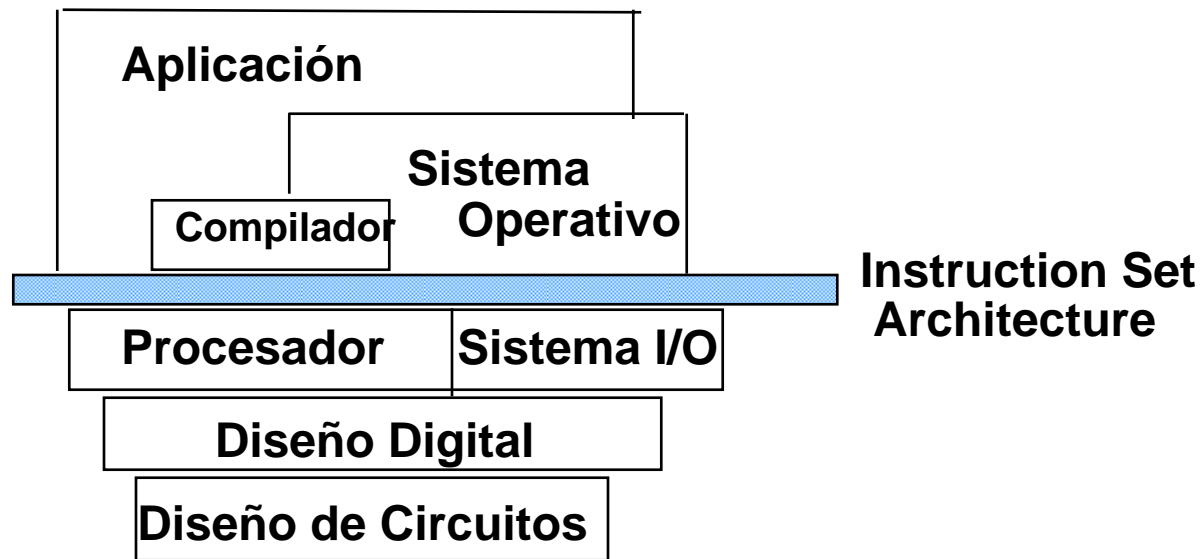 Aplicación
Sistema
Operativo
Compilador
Instruction Set
Architecture
Procesador
Sistema I/O
Diseño Digital
Diseño de Circuitos